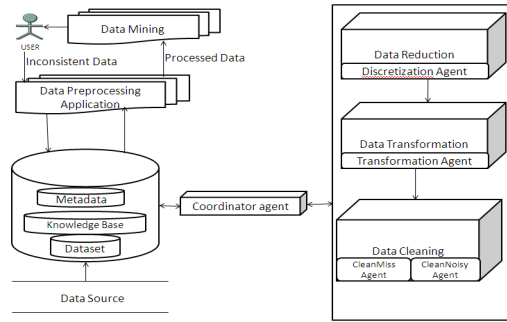 Data Mining
USER
Inconsistent Data
Processed Data
Data Preprocessing
Application
Metadata
Knowledge Base
Dataset
Data Source
Coordinator agent
Data Reduction
Discretization Agent
Data Transformation
Transformation Agent
Data Cleaning
CleanMiss
Agent
CleanNoisy
Agent